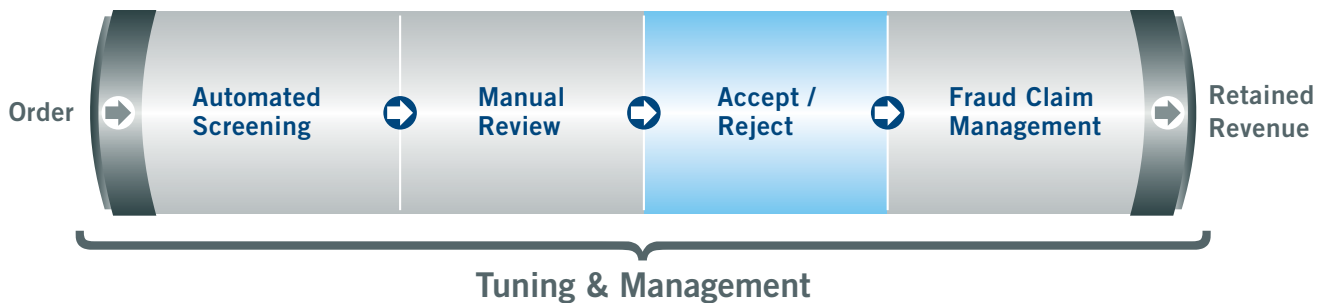 Order
Automated
Screening
Manual
Review
Accept /
Reject
Fraud Claim
Management
Retained
Revenue
Tuning & Management